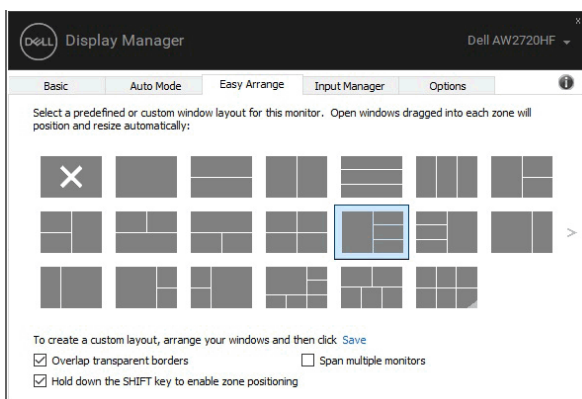 DELL Display Manager
Dell AW2720HF
x
Basic Auto Mode Easy Arrange Input Manager Options
Select a predefined or custom window layout for this monitor. Open windows dragged into each zone will
position and resize automatically:
To create a custom layout, arrange your windows and then click Save
Overlap transparent borders
Span multiple monitors
Hold down the SHIFT key to enable zone positioning